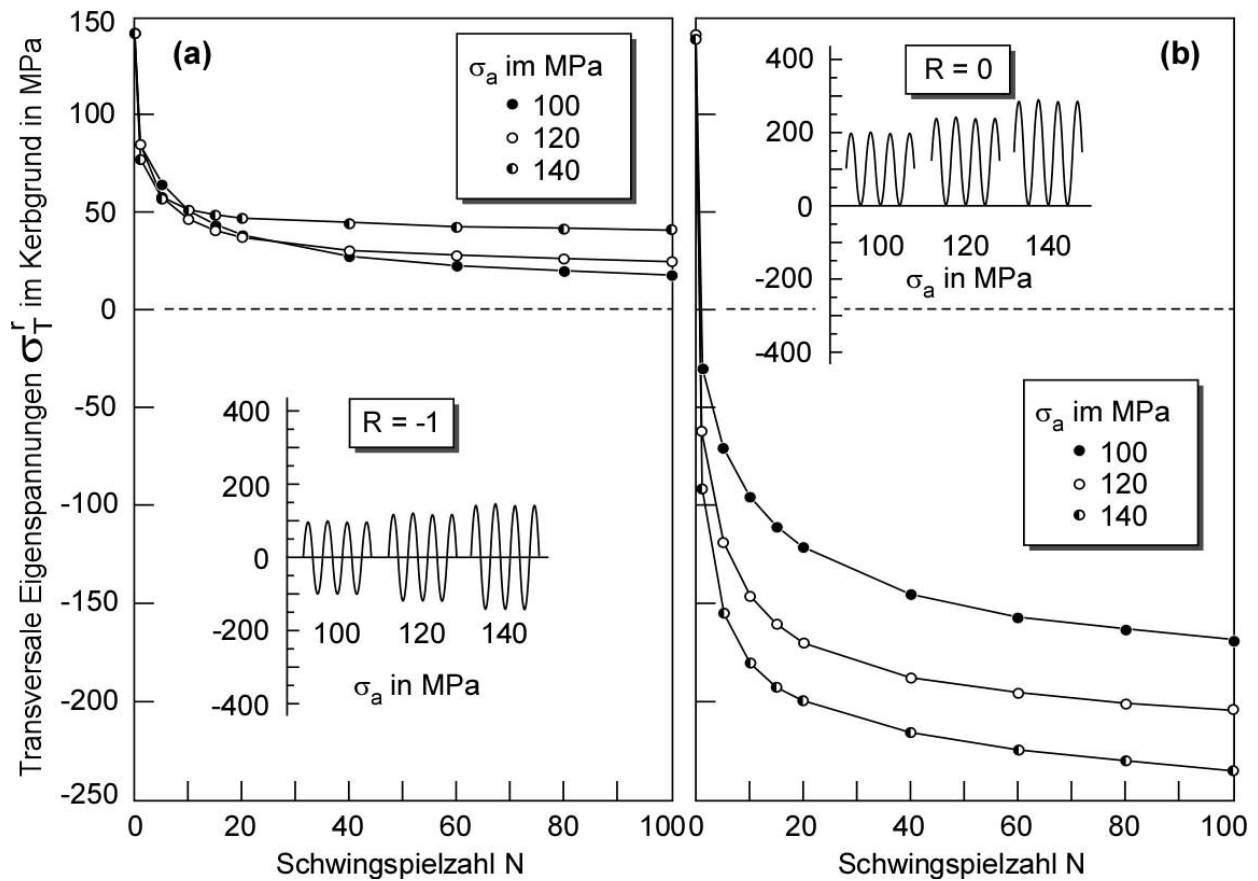 Transversale Eigenspannungen σ_T^r im Kerbgrund in MPa
150
100
50
0
-50
-100
-150
-200
-250
(a)
σa im MPa
100
120
140
R = -1
400
200
0
-200
-400
100 120 140
σa in MPa
0 20 40 60 80 100
Schwingspielzahl N
(b)
R = 0
400
200
0
-200
-400
100 120 140
σa in MPa
σa im MPa
100
120
140
0 20 40 60 80 100
Schwingspielzahl N